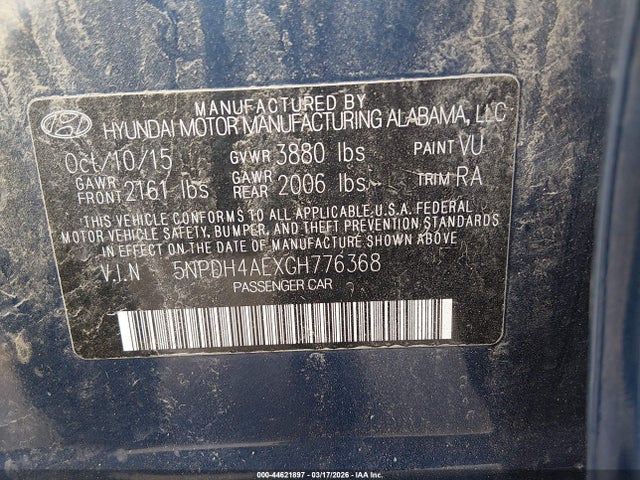 MANUFACTURED BY
HYUNDAI MOTOR MANUFACTURING ALABAMA, LLC
Oct/10/15 GVWR 3880 lbs PAINT VU
GAWR FRONT 2161 lbs GAWR REAR 2006 lbs TRIM RA
THIS VEHICLE CONFORMS TO ALL APPLICABLE U.S.A. FEDERAL
MOTOR VEHICLE SAFETY, BUMPER, AND THEFT PREVENTION STANDARDS
IN EFFECT ON THE DATE OF MANUFACTURE SHOWN ABOVE.
V.I.N 5NPDH4AEXGH776368
PASSENGER CAR
000-44621897 - 03/17/2026 - IAA Inc.